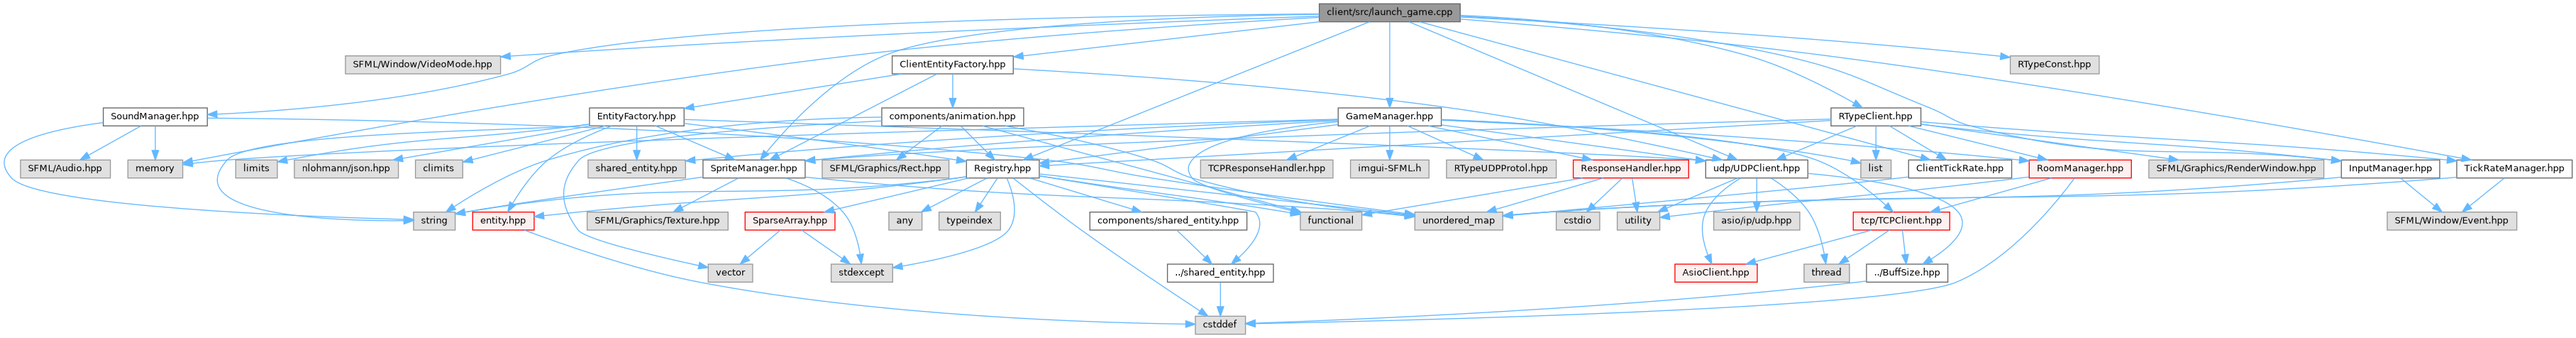 client/src/launch_game.cpp
SFML/Window/VideoMode.hpp
ClientEntityFactory.hpp
RTypeConst.hpp
SoundManager.hpp
EntityFactory.hpp
components/animation.hpp
GameManager.hpp
RTypeClient.hpp
SFML/Audio.hpp
memory
limits
nlohmann/json.hpp
climits
shared_entity.hpp
SpriteManager.hpp
SFML/Graphics/Rect.hpp
Registry.hpp
TCPResponseHandler.hpp
imgui-SFML.h
RTypeUDPProtol.hpp
ResponseHandler.hpp
udp/UDPClient.hpp
list
ClientTickRate.hpp
RoomManager.hpp
SFML/Graphics/RenderWindow.hpp
InputManager.hpp
TickRateManager.hpp
string
entity.hpp
SFML/Graphics/Texture.hpp
SparseArray.hpp
any
typeindex
components/shared_entity.hpp
functional
unordered_map
cstdio
utility
asio/ip/udp.hpp
tcp/TCPClient.hpp
SFML/Window/Event.hpp
vector
stdexcept
../shared_entity.hpp
AsioClient.hpp
thread
../BuffSize.hpp
cstddef